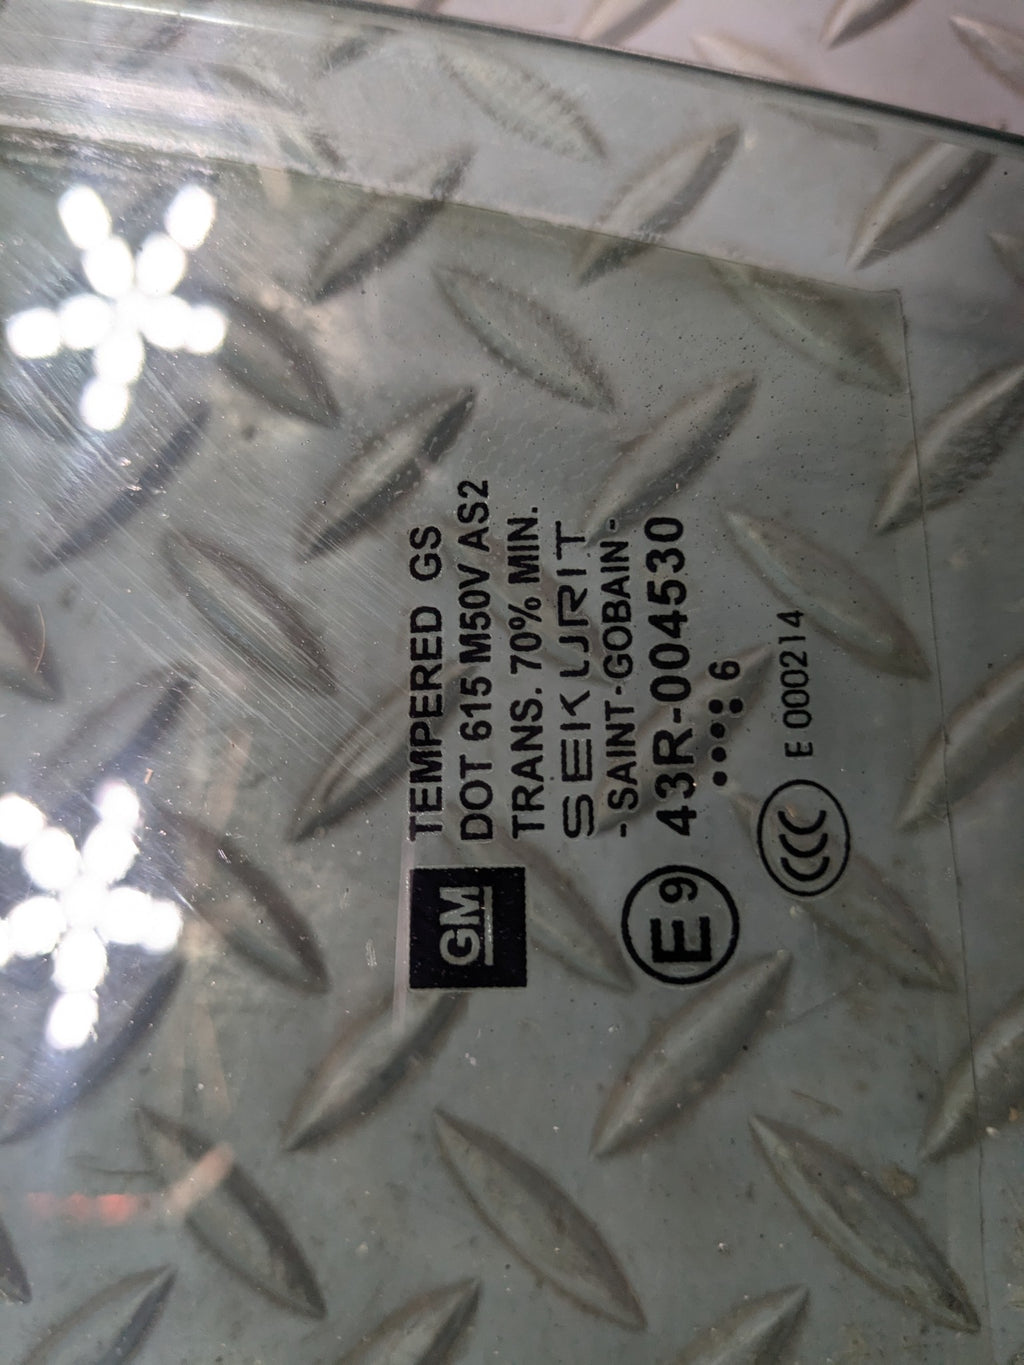 GM
TEMPERED GS
DOT 615 M50V AS2
TRANS. 70% MIN.
SEKURIT
- SAINT-GOBAIN -
E9 43R-004530
6
CCC E 000214